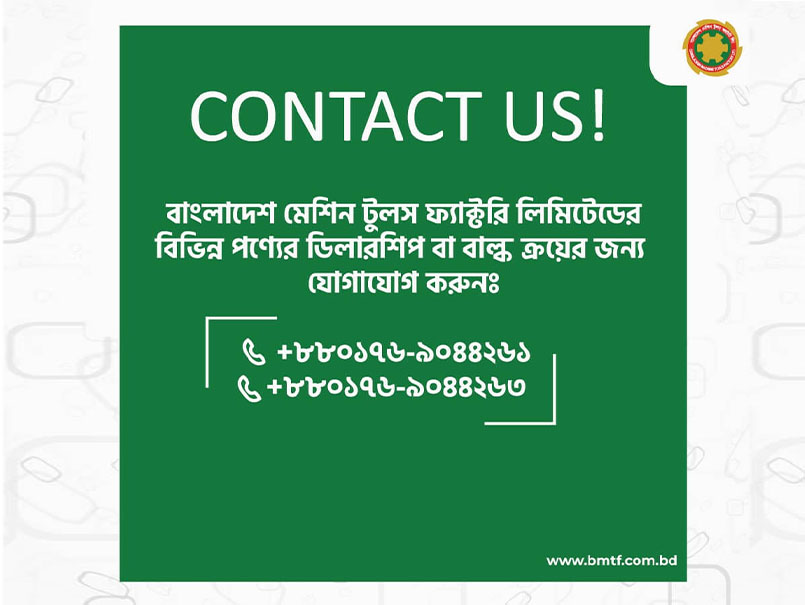 CONTACT US!
বাংলাদেশ মেশিন টুলস ফ্যাক্টরি লিমিটেডের
বিভিন্ন পণ্যের ডিলারশিপ বা বাল্ক ক্রয়ের জন্য
যোগাযোগ করুনঃ
+৮৮০১৭৬-৯০৪৪২৬১
+৮৮০১৭৬-৯০৪৪২৬৩
www.bmtf.com.bd